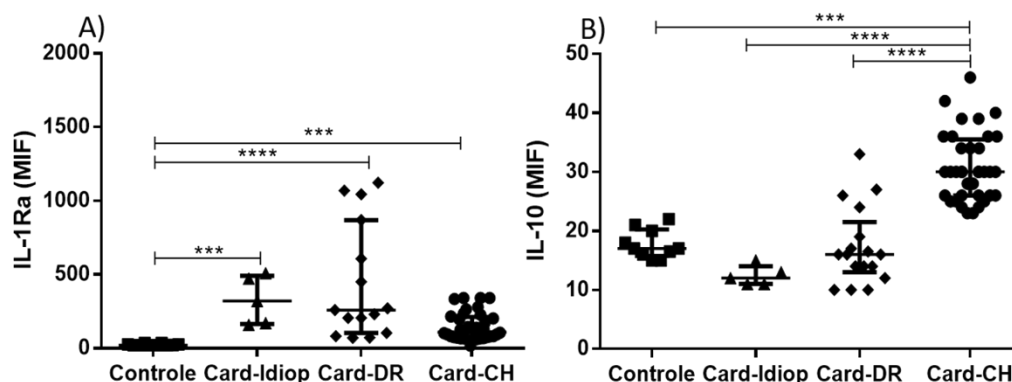 A)
IL-1Ra (MIF)
2000
1500
1000
500
0
***
****
***
Controle Card-Idiop Card-DR Card-CH
B)
IL-10 (MIF)
50
40
30
20
10
0
***
****
****
Controle Card-Idiop Card-DR Card-CH